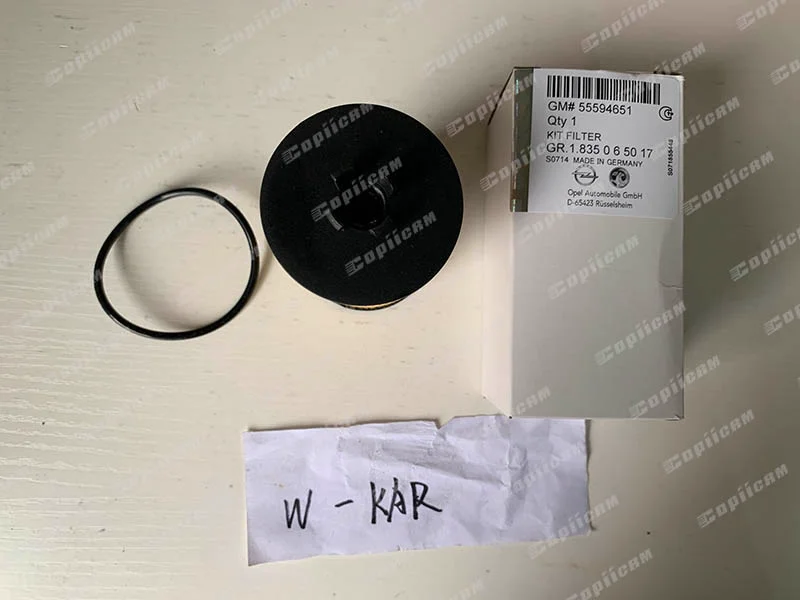 GM# 55594651
Qty 1
KIT FILTER
GR.1.835 0 6 50 17
S0714 MADE IN GERMANY
Opel Automobile GmbH
D-65423 Rüsselsheim
W - KAR
Copiicam